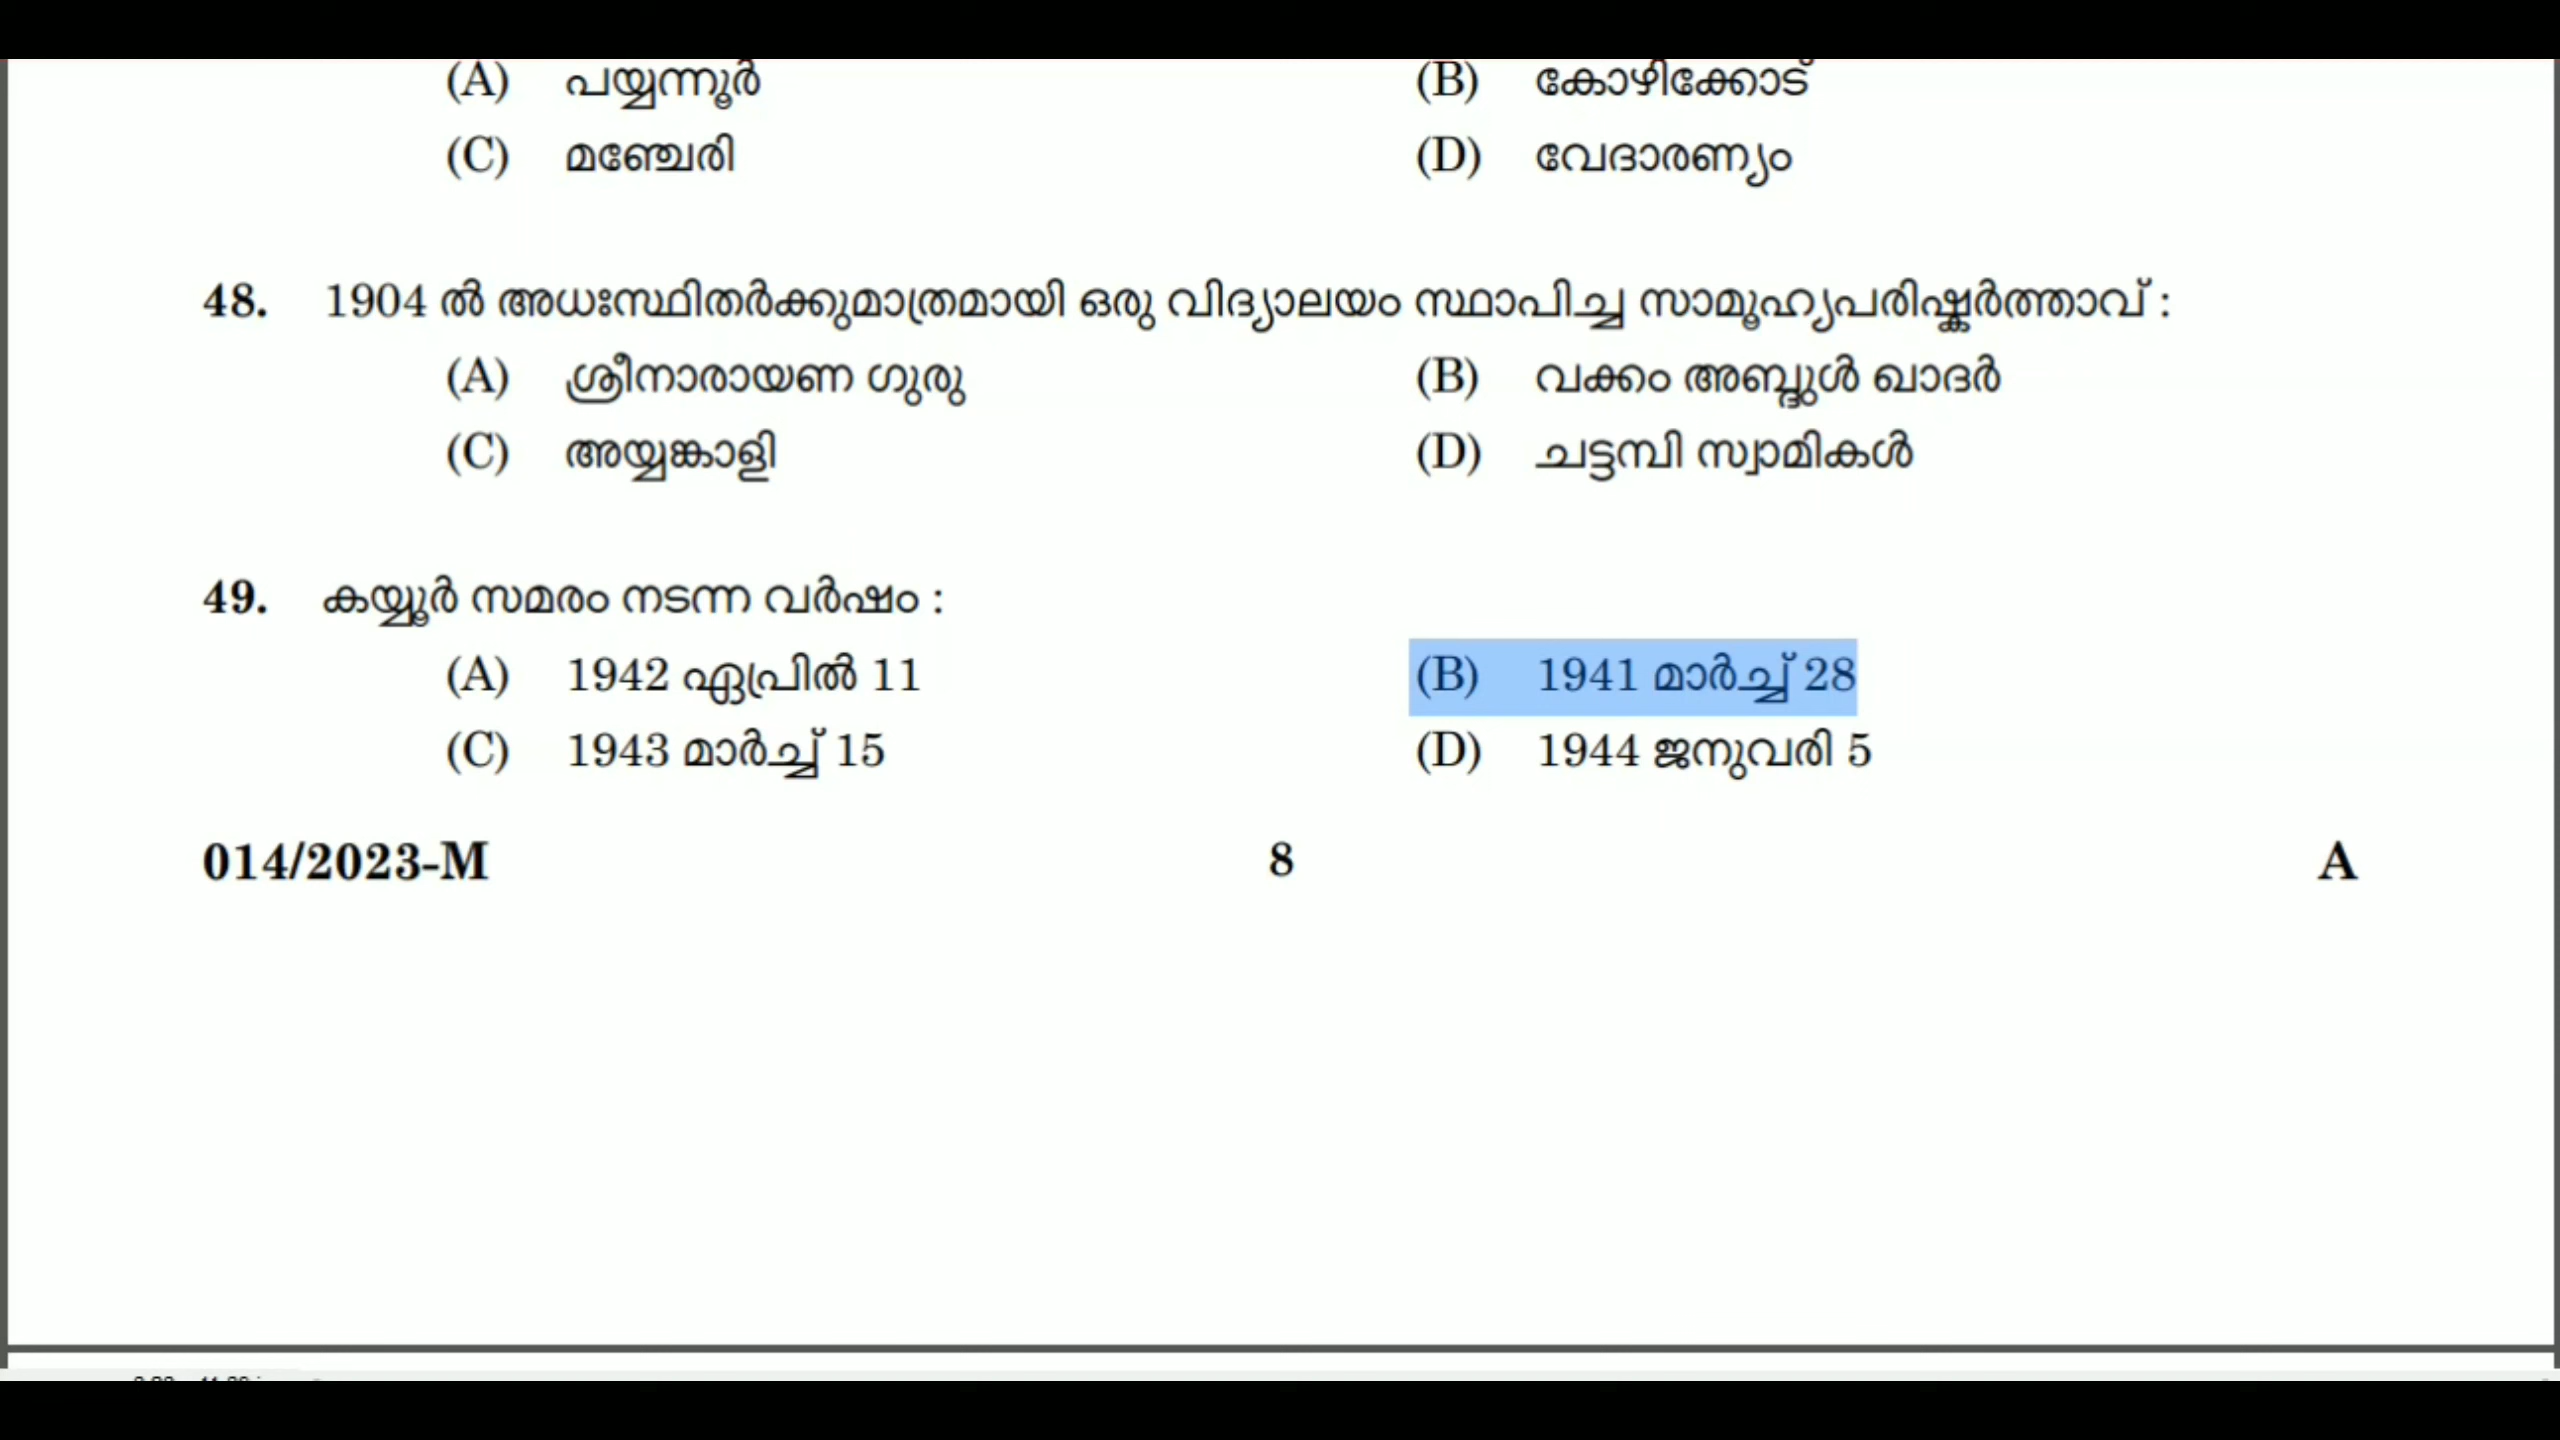 (A) പയ്യന്നൂർ (B) കോഴിക്കോട്
(C) മഞ്ചേരി (D) വേദാരണ്യം
48. 1904 ൽ അധഃസ്ഥിതർക്കുമാത്രമായി ഒരു വിദ്യാലയം സ്ഥാപിച്ച സാമൂഹ്യപരിഷ്കർത്താവ് :
(A) ശ്രീനാരായണ ഗുരു (B) വക്കം അബ്ദുൾ ഖാദർ
(C) അയ്യങ്കാളി (D) ചട്ടമ്പി സ്വാമികൾ
49. കയ്യൂർ സമരം നടന്ന വർഷം :
(A) 1942 ഏപ്രിൽ 11 (B) 1941 മാർച്ച് 28
(C) 1943 മാർച്ച് 15 (D) 1944 ജനുവരി 5
014/2023-M 8 A